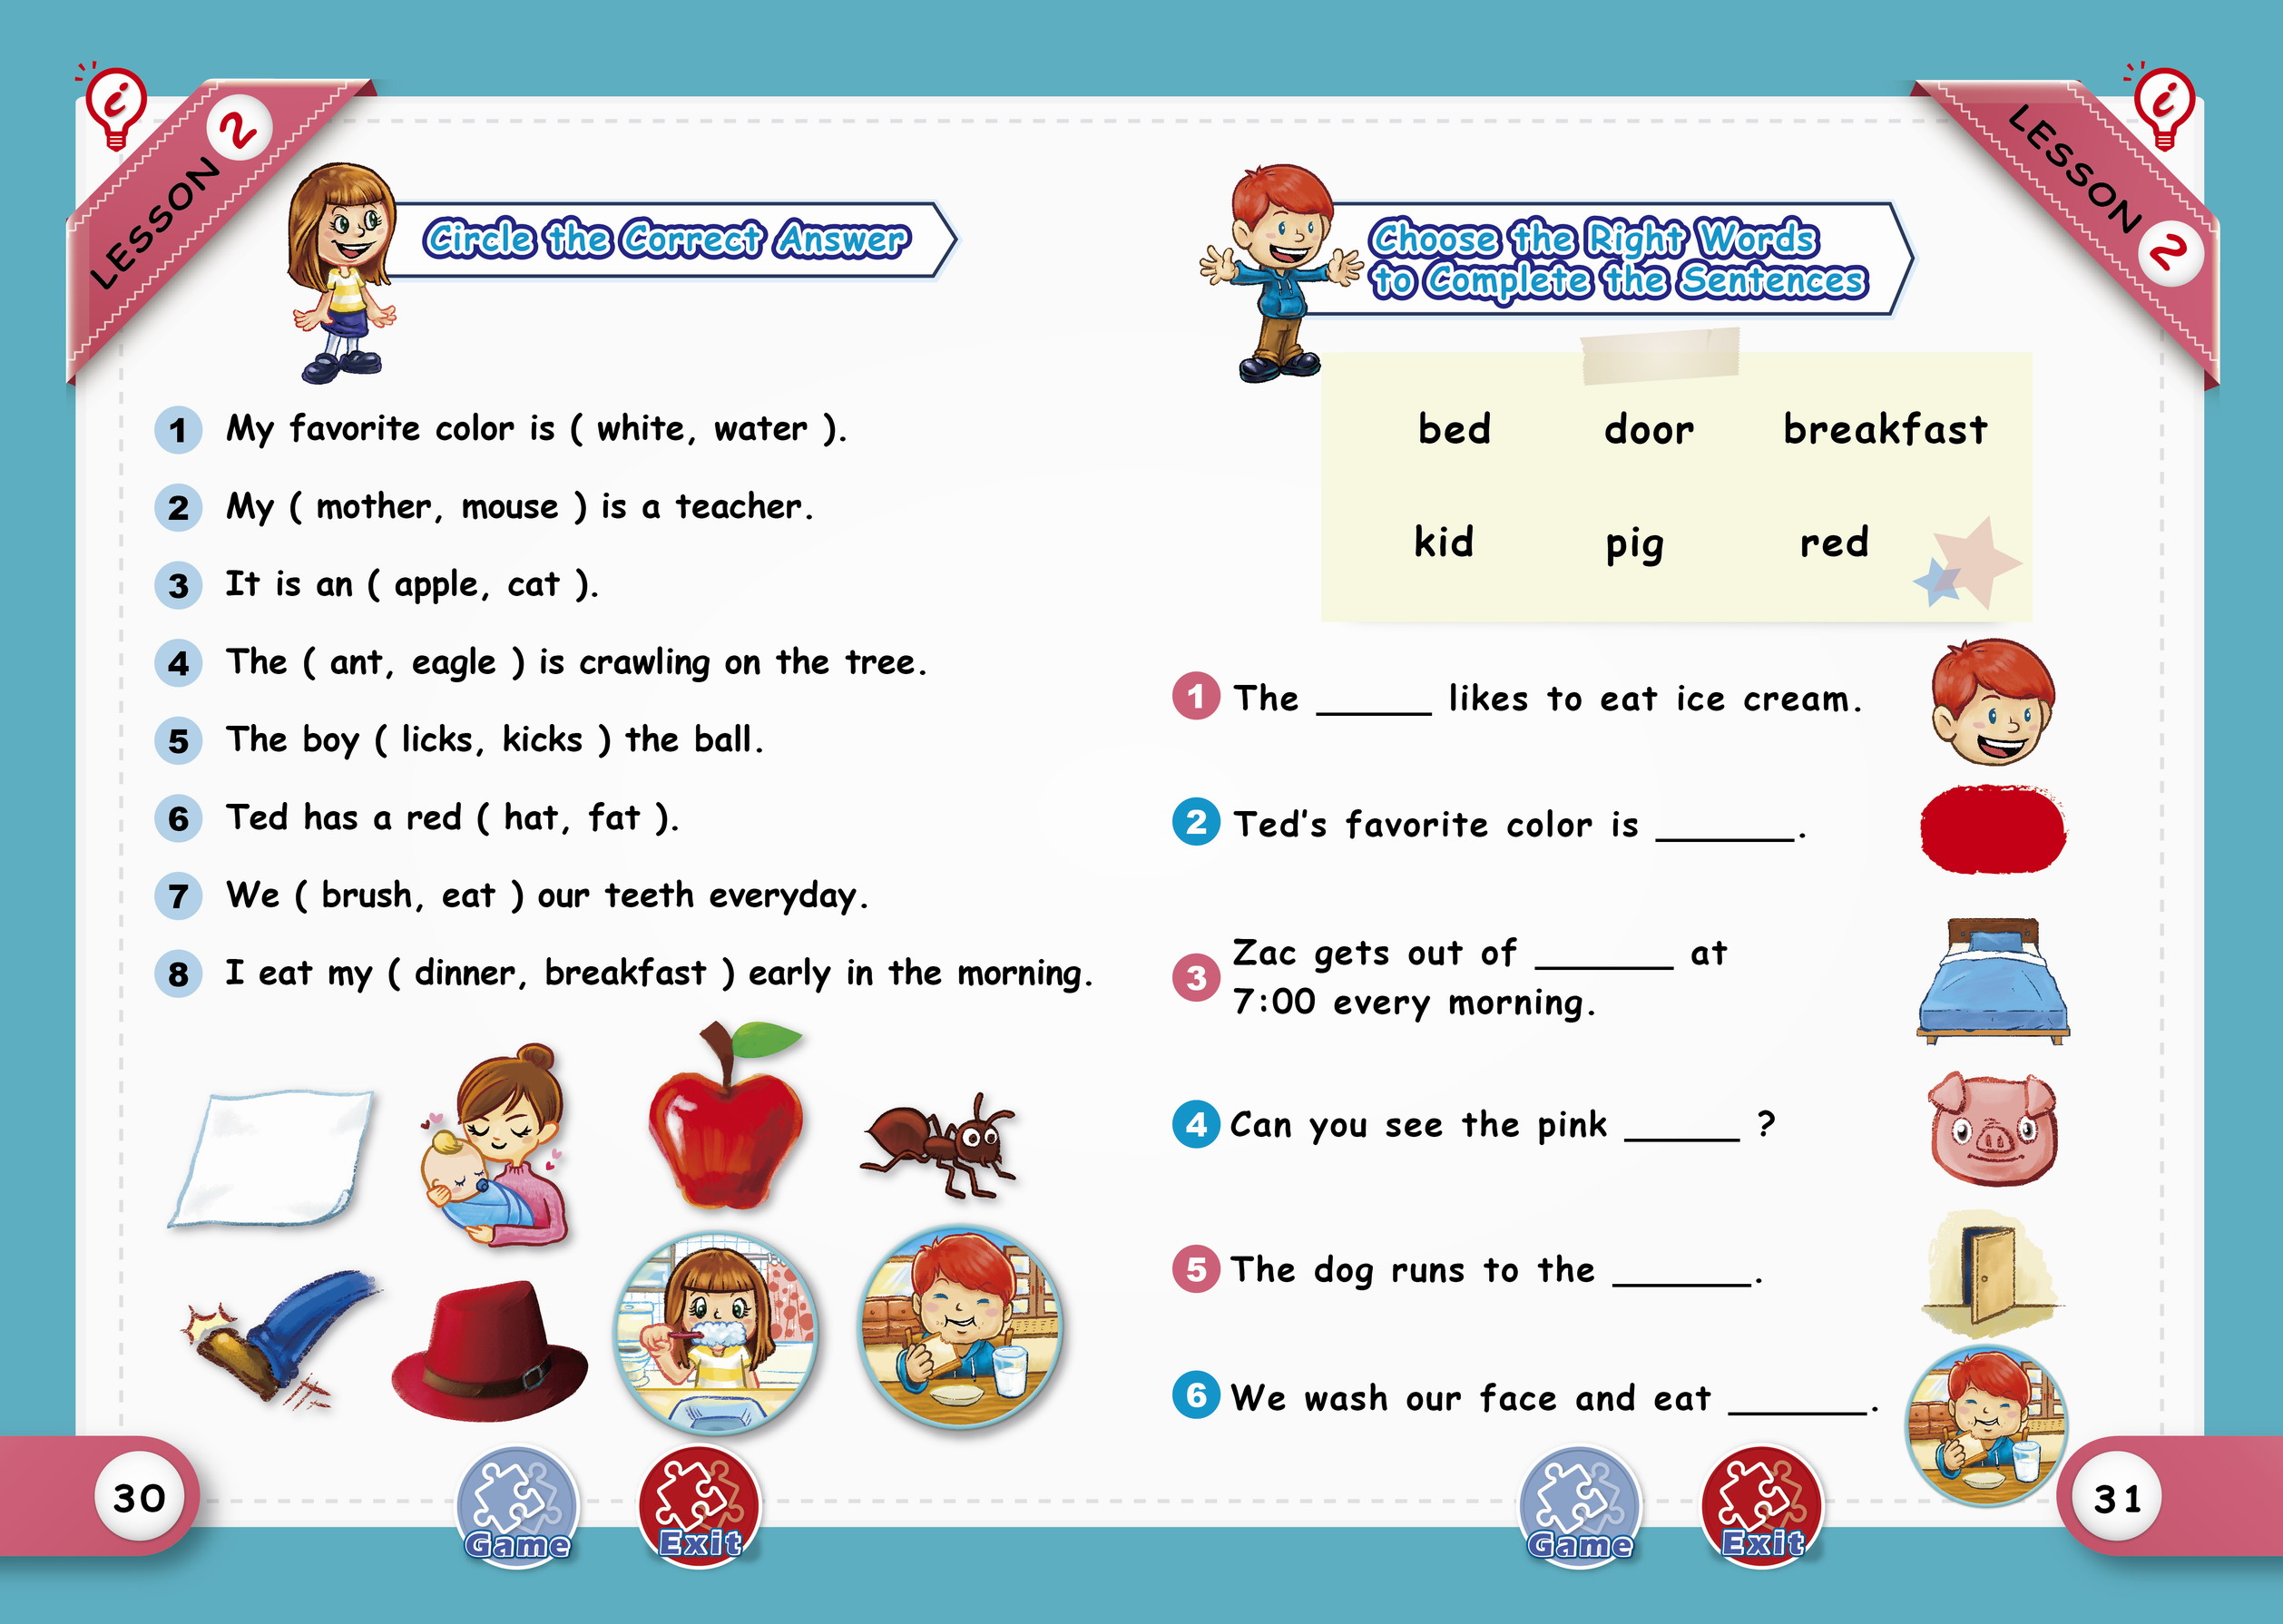 LESSON 2
Circle the Correct Answer
1 My favorite color is ( white, water ).
2 My ( mother, mouse ) is a teacher.
3 It is an ( apple, cat ).
4 The ( ant, eagle ) is crawling on the tree.
5 The boy ( licks, kicks ) the ball.
6 Ted has a red ( hat, fat ).
7 We ( brush, eat ) our teeth everyday.
8 I eat my ( dinner, breakfast ) early in the morning.
30
Game
Exit
LESSON 2
Choose the Right Words
to Complete the Sentences
bed door breakfast
kid pig red
1 The _____ likes to eat ice cream.
2 Ted's favorite color is ______.
3 Zac gets out of ______ at
7:00 every morning.
4 Can you see the pink _____ ?
5 The dog runs to the ______.
6 We wash our face and eat ______.
Game
Exit
31